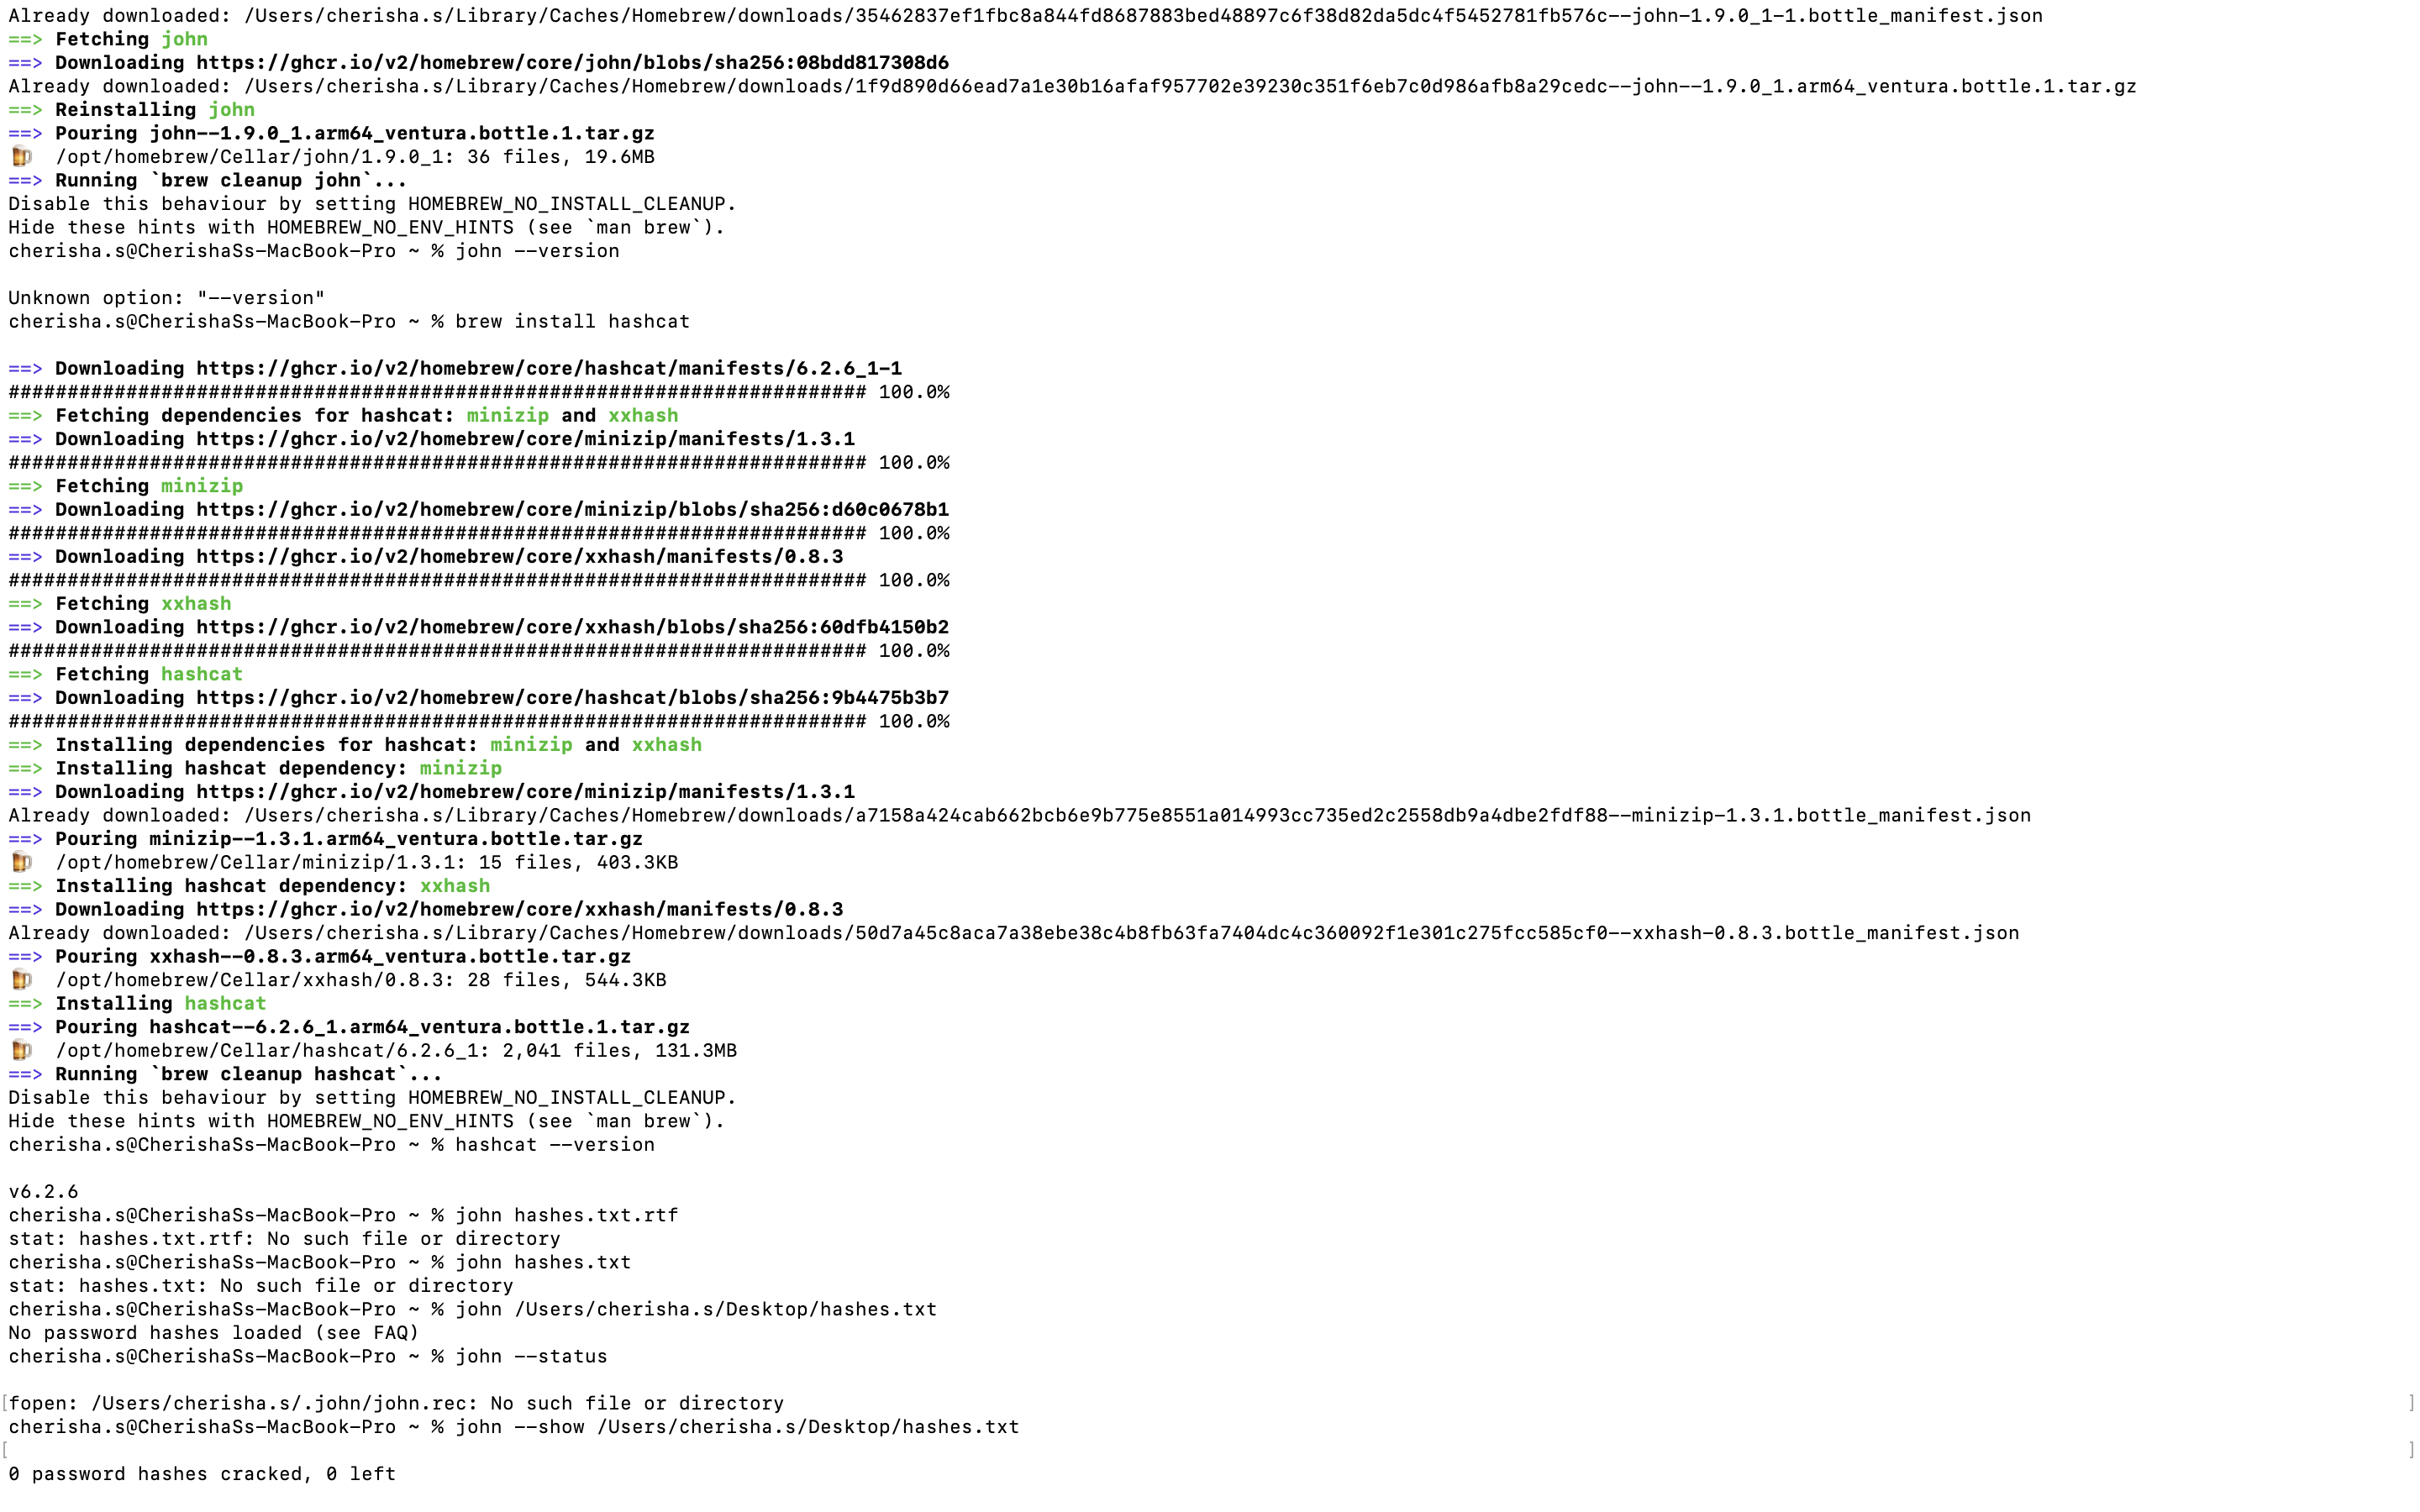 Already downloaded: /Users/cherisha.s/Library/Caches/Homebrew/downloads/35462837ef1fbc8a844fd8687883bed48897c6f38d82da5dc4f5452781fb576c--john-1.9.0_1-1.bottle_manifest.json
==> Fetching john
==> Downloading https://ghcr.io/v2/homebrew/core/john/blobs/sha256:08bdd817308d6
Already downloaded: /Users/cherisha.s/Library/Caches/Homebrew/downloads/1f9d890d66ead7a1e30b16afaf957702e39230c351f6eb7c0d986afb8a29cedc--john--1.9.0_1.arm64_ventura.bottle.1.tar.gz
==> Reinstalling john
==> Pouring john--1.9.0_1.arm64_ventura.bottle.1.tar.gz
🍺  /opt/homebrew/Cellar/john/1.9.0_1: 36 files, 19.6MB
==> Running `brew cleanup john`...
Disable this behaviour by setting HOMEBREW_NO_INSTALL_CLEANUP.
Hide these hints with HOMEBREW_NO_ENV_HINTS (see `man brew`).
cherisha.s@CherishaSs-MacBook-Pro ~ % john --version
Unknown option: "--version"
cherisha.s@CherishaSs-MacBook-Pro ~ % brew install hashcat
==> Downloading https://ghcr.io/v2/homebrew/core/hashcat/manifests/6.2.6_1-1
######################################################################### 100.0%
==> Fetching dependencies for hashcat: minizip and xxhash
==> Downloading https://ghcr.io/v2/homebrew/core/minizip/manifests/1.3.1
######################################################################### 100.0%
==> Fetching minizip
==> Downloading https://ghcr.io/v2/homebrew/core/minizip/blobs/sha256:d60c0678b1
######################################################################### 100.0%
==> Downloading https://ghcr.io/v2/homebrew/core/xxhash/manifests/0.8.3
######################################################################### 100.0%
==> Fetching xxhash
==> Downloading https://ghcr.io/v2/homebrew/core/xxhash/blobs/sha256:60dfb4150b2
######################################################################### 100.0%
==> Fetching hashcat
==> Downloading https://ghcr.io/v2/homebrew/core/hashcat/blobs/sha256:9b4475b3b7
######################################################################### 100.0%
==> Installing dependencies for hashcat: minizip and xxhash
==> Installing hashcat dependency: minizip
==> Downloading https://ghcr.io/v2/homebrew/core/minizip/manifests/1.3.1
Already downloaded: /Users/cherisha.s/Library/Caches/Homebrew/downloads/a7158a424cab662bcb6e9b775e8551a014993cc735ed2c2558db9a4dbe2fdf88--minizip-1.3.1.bottle_manifest.json
==> Pouring minizip--1.3.1.arm64_ventura.bottle.tar.gz
🍺  /opt/homebrew/Cellar/minizip/1.3.1: 15 files, 403.3KB
==> Installing hashcat dependency: xxhash
==> Downloading https://ghcr.io/v2/homebrew/core/xxhash/manifests/0.8.3
Already downloaded: /Users/cherisha.s/Library/Caches/Homebrew/downloads/50d7a45c8aca7a38ebe38c4b8fb63fa7404dc4c360092f1e301c275fcc585cf0--xxhash-0.8.3.bottle_manifest.json
==> Pouring xxhash--0.8.3.arm64_ventura.bottle.tar.gz
🍺  /opt/homebrew/Cellar/xxhash/0.8.3: 28 files, 544.3KB
==> Installing hashcat
==> Pouring hashcat--6.2.6_1.arm64_ventura.bottle.1.tar.gz
🍺  /opt/homebrew/Cellar/hashcat/6.2.6_1: 2,041 files, 131.3MB
==> Running `brew cleanup hashcat`...
Disable this behaviour by setting HOMEBREW_NO_INSTALL_CLEANUP.
Hide these hints with HOMEBREW_NO_ENV_HINTS (see `man brew`).
cherisha.s@CherishaSs-MacBook-Pro ~ % hashcat --version
v6.2.6
cherisha.s@CherishaSs-MacBook-Pro ~ % john hashes.txt.rtf
stat: hashes.txt.rtf: No such file or directory
cherisha.s@CherishaSs-MacBook-Pro ~ % john hashes.txt
stat: hashes.txt: No such file or directory
cherisha.s@CherishaSs-MacBook-Pro ~ % john /Users/cherisha.s/Desktop/hashes.txt
No password hashes loaded (see FAQ)
cherisha.s@CherishaSs-MacBook-Pro ~ % john --status
[fopen: /Users/cherisha.s/.john/john.rec: No such file or directory ]
cherisha.s@CherishaSs-MacBook-Pro ~ % john --show /Users/cherisha.s/Desktop/hashes.txt
[ ]
0 password hashes cracked, 0 left